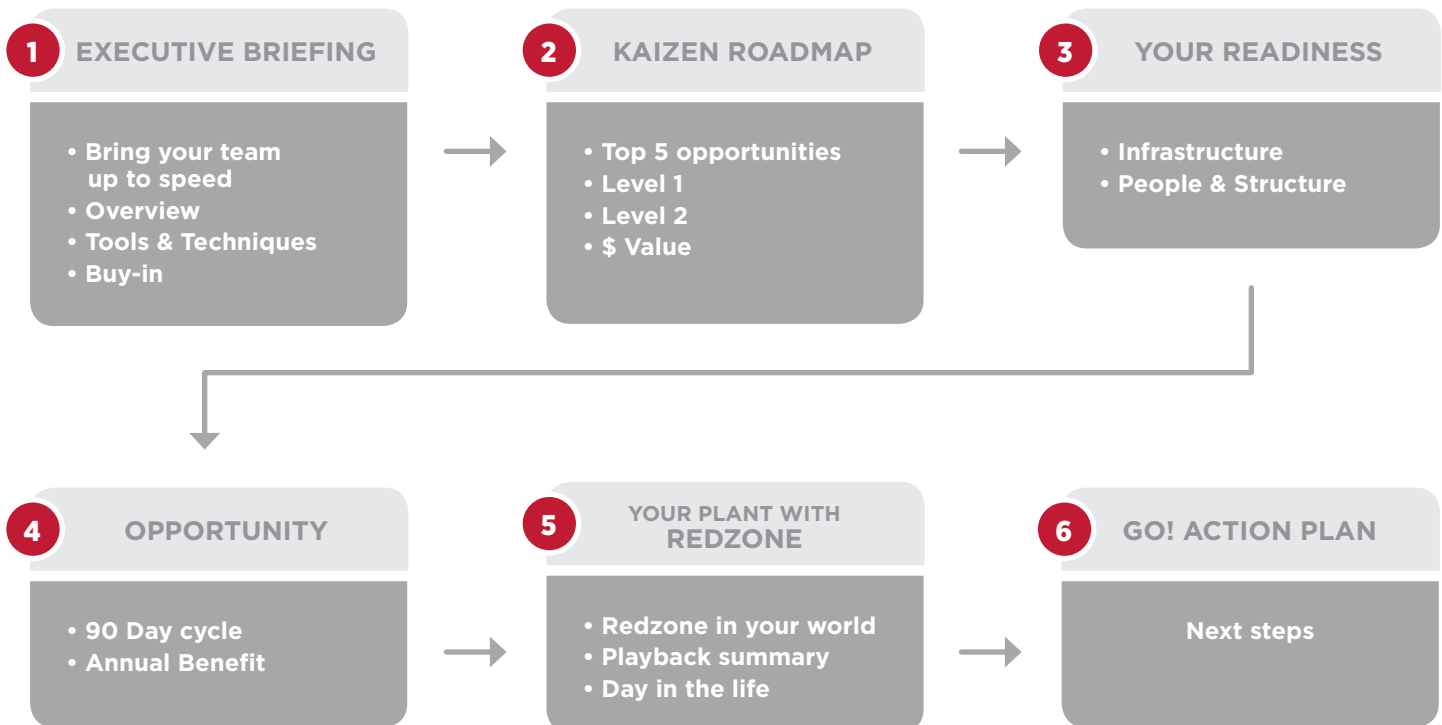 1
EXECUTIVE BRIEFING
• Bring your team
up to speed
• Overview
• Tools & Techniques
• Buy-in
2
KAIZEN ROADMAP
• Top 5 opportunities
• Level 1
• Level 2
• $ Value
3
YOUR READINESS
• Infrastructure
• People & Structure
4
OPPORTUNITY
• 90 Day cycle
• Annual Benefit
5
YOUR PLANT WITH
REDZONE
• Redzone in your world
• Playback summary
• Day in the life
6
GO! ACTION PLAN
Next steps